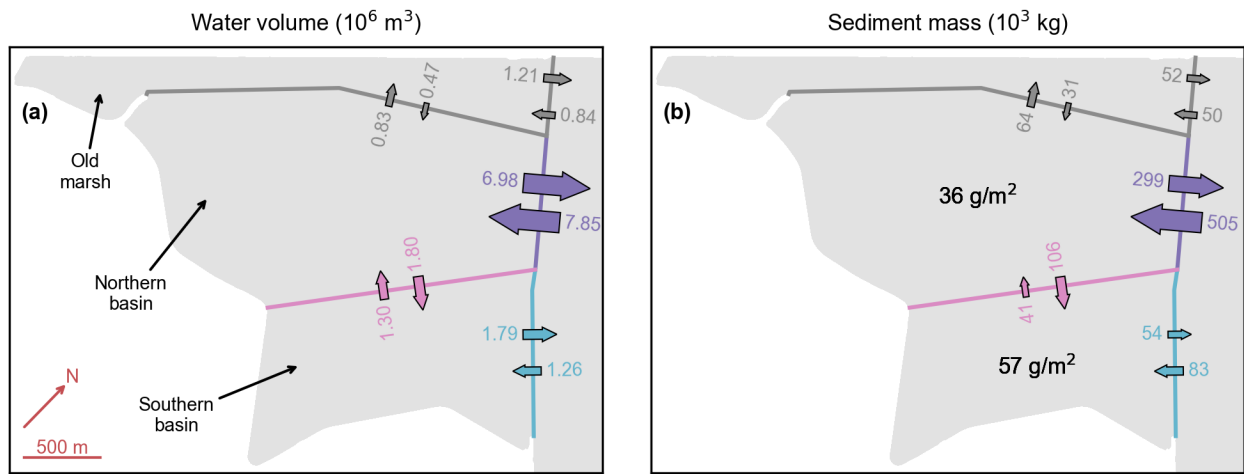 Water volume (10⁶ m³)
(a)
Old
marsh
Northern
basin
Southern
basin
N
500 m
0.83
0.47
1.21
0.84
6.98
7.85
1.30
1.80
1.79
1.26
Sediment mass (10³ kg)
(b)
64
31
52
50
299
505
36 g/m²
41
106
54
83
57 g/m²